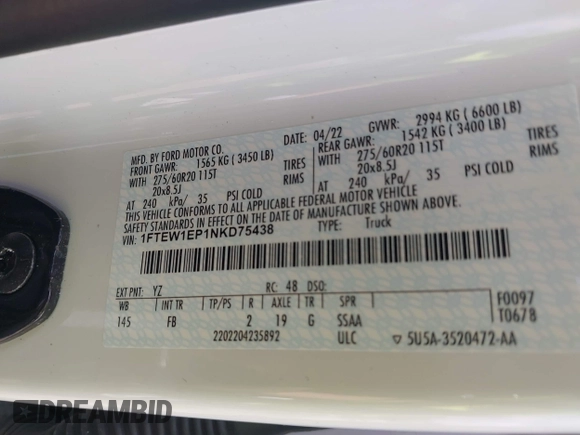 MFD. BY FORD MOTOR CO.
DATE: 04/22 GVWR: 2994 KG ( 6600 LB)
FRONT GAWR: 1565 KG ( 3450 LB) REAR GAWR: 1542 KG ( 3400 LB)
WITH 275/60R20 115T TIRES WITH 275/60R20 115T TIRES
20x8.5J RIMS 20x8.5J RIMS
AT 240 kPa/ 35 PSI COLD AT 240 kPa/ 35 PSI COLD
THIS VEHICLE CONFORMS TO ALL APPLICABLE FEDERAL MOTOR VEHICLE
SAFETY STANDARDS IN EFFECT ON THE DATE OF MANUFACTURE SHOWN ABOVE.
VIN: 1FTEW1EP1NKD75438 TYPE: Truck
EXT PNT: YZ RC: 48 DSO:
WB INT TR TP/PS R AXLE TR SPR F0097
145 FB 2 19 G SSAA T0678
2202204235892 ULC 5U5A-3520472-AA
DREAMBID